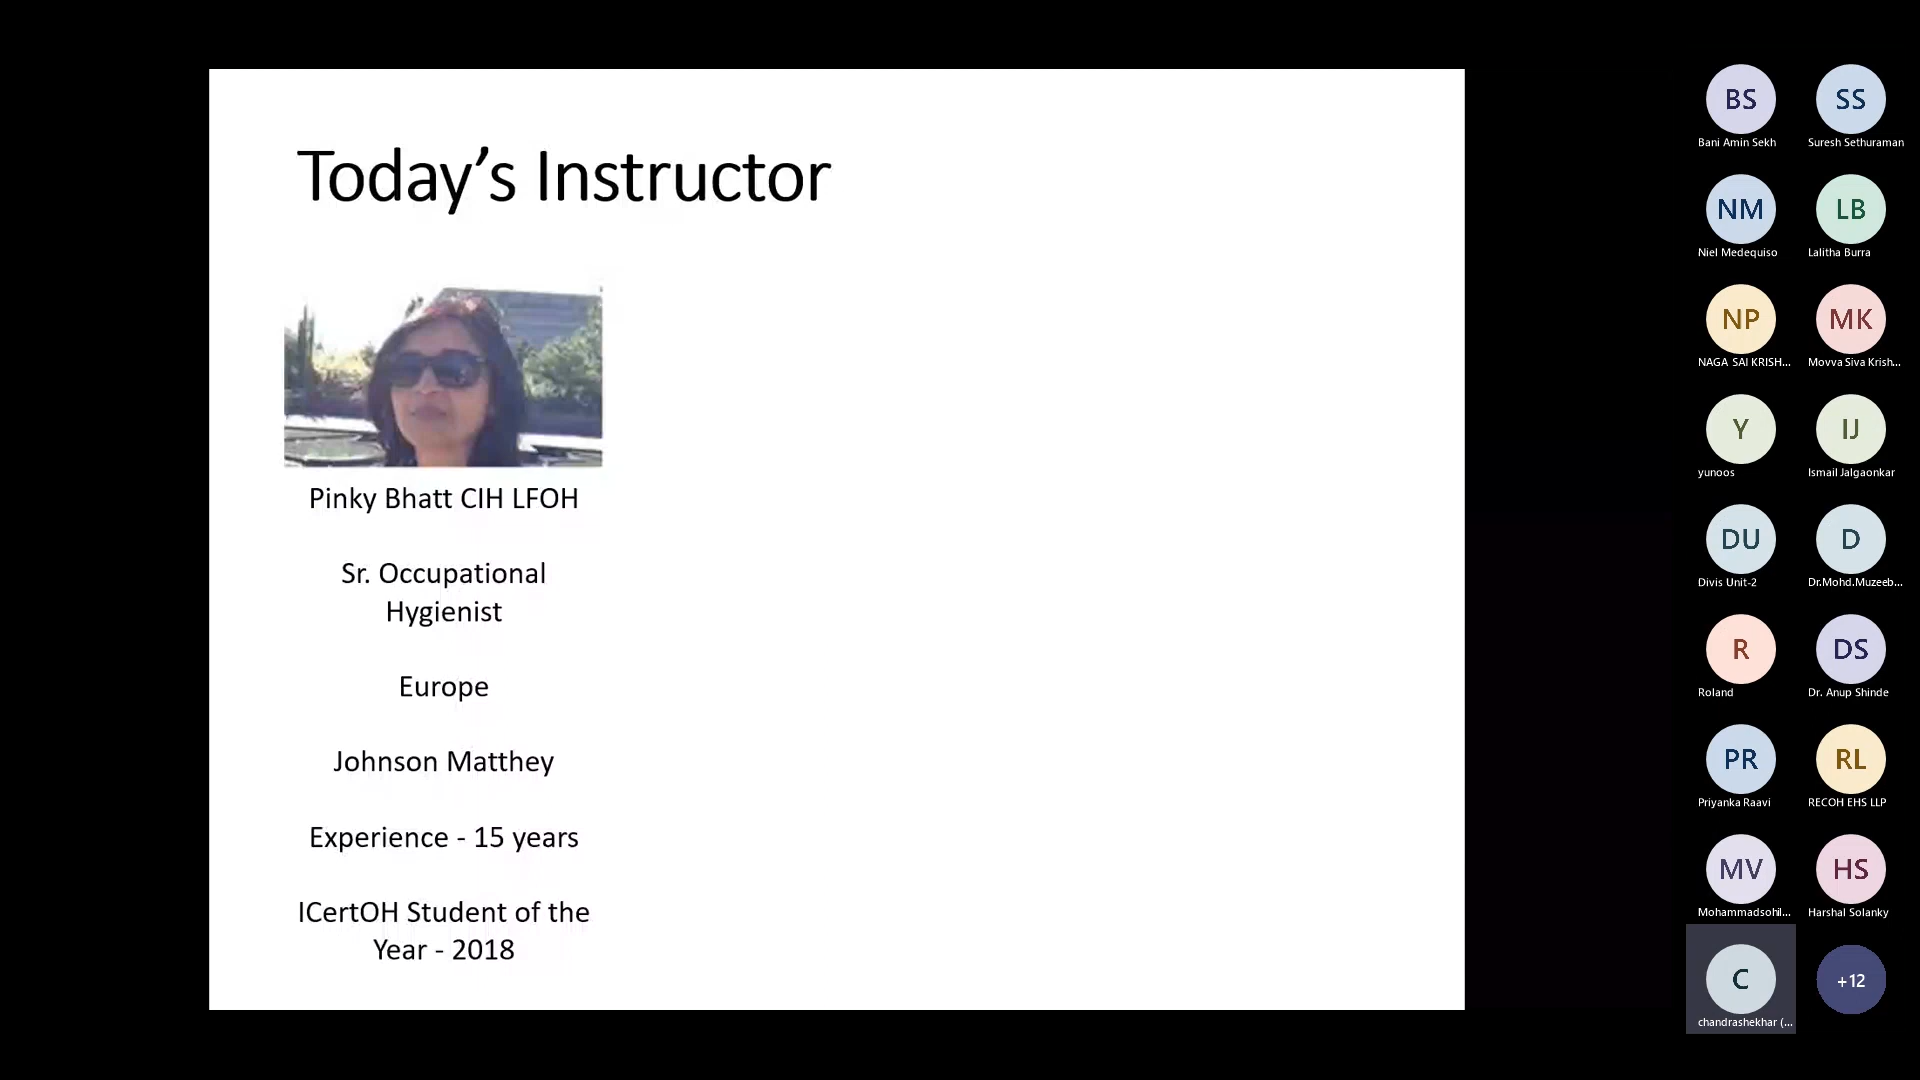 Today’s Instructor
Pinky Bhatt CIH LFOH
Sr. Occupational
Hygienist
Europe
Johnson Matthey
Experience - 15 years
ICertOH Student of the
Year - 2018
BS
Bani Amin Sekh
SS
Suresh Sethuraman
NM
Niel Medequiso
LB
Lalitha Burra
NP
NAGA SAI KRISH...
MK
Movva Siva Krish...
Y
yunoos
IJ
Ismail Jalgaonkar
DU
Divis Unit-2
D
Dr.Mohd.Muzeeb...
R
Roland
DS
Dr. Anup Shinde
PR
Priyanka Raavi
RL
RECOH EHS LLP
MV
Mohammadsohil...
HS
Harshal Solanky
C
chandrashekhar (...
+12